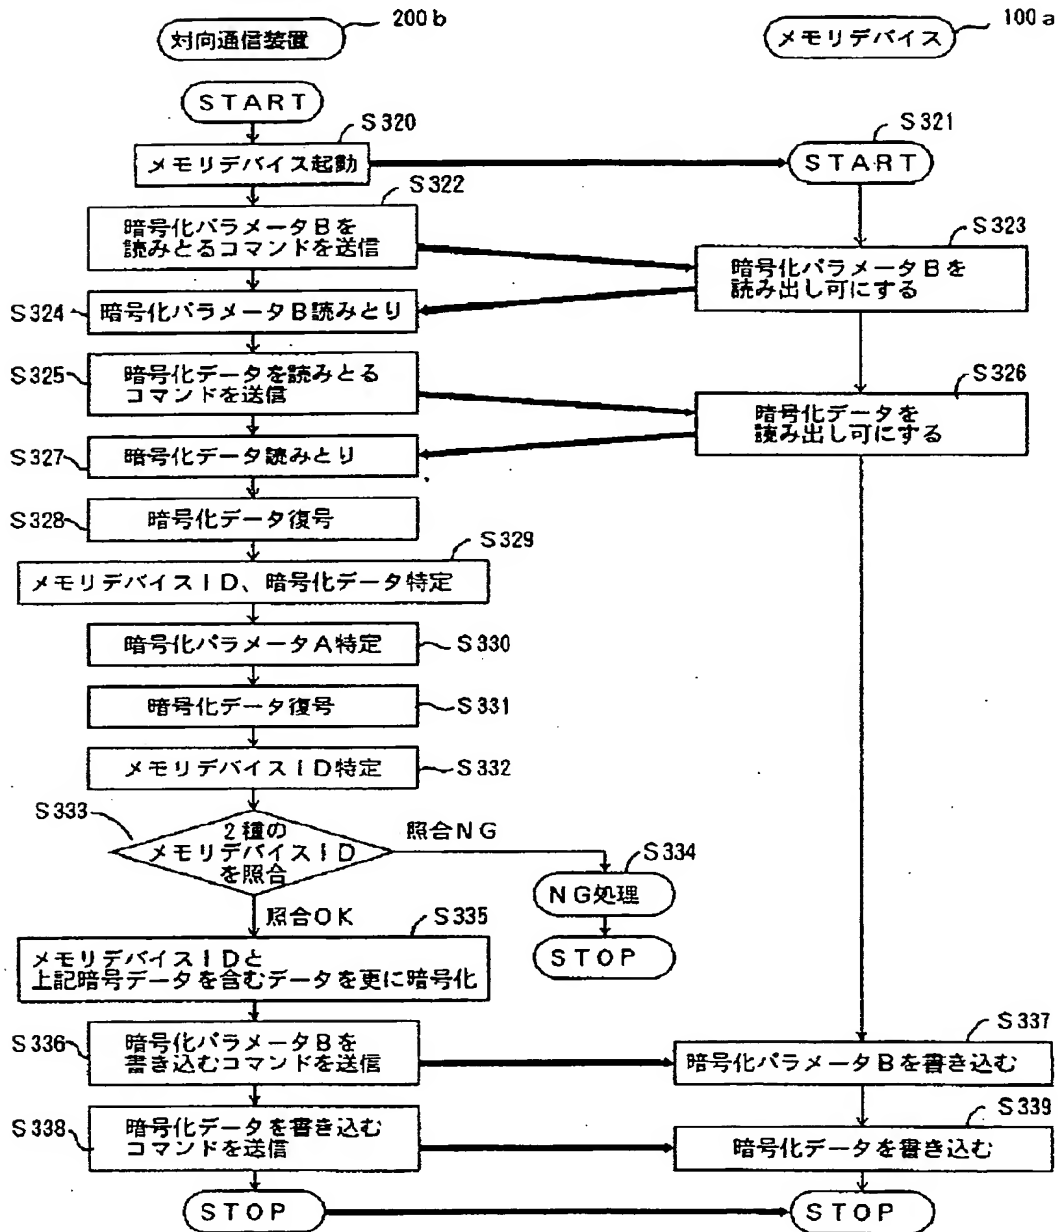 対向通信装置
200b
メモリデバイス
100a
START
S320
メモリデバイス起動
S321
START
S322
暗号化パラメータBを
読みとるコマンドを送信
S323
暗号化パラメータBを
読み出し可にする
S324
暗号化パラメータB読みとり
S325
暗号化データを読みとる
コマンドを送信
S326
暗号化データを
読み出し可にする
S327
暗号化データ読みとり
S328
暗号化データ復号
S329
メモリデバイスID、暗号化データ特定
暗号化パラメータA特定
S330
暗号化データ復号
S331
メモリデバイスID特定
S332
S333
2種の
メモリデバイスID
を照合
照合NG
S334
NG処理
STOP
照合OK
S335
メモリデバイスIDと
上記暗号データを含むデータを更に暗号化
S336
暗号化パラメータBを
書き込むコマンドを送信
S337
暗号化パラメータBを書き込む
S338
暗号化データを書き込む
コマンドを送信
S339
暗号化データを書き込む
STOP
STOP